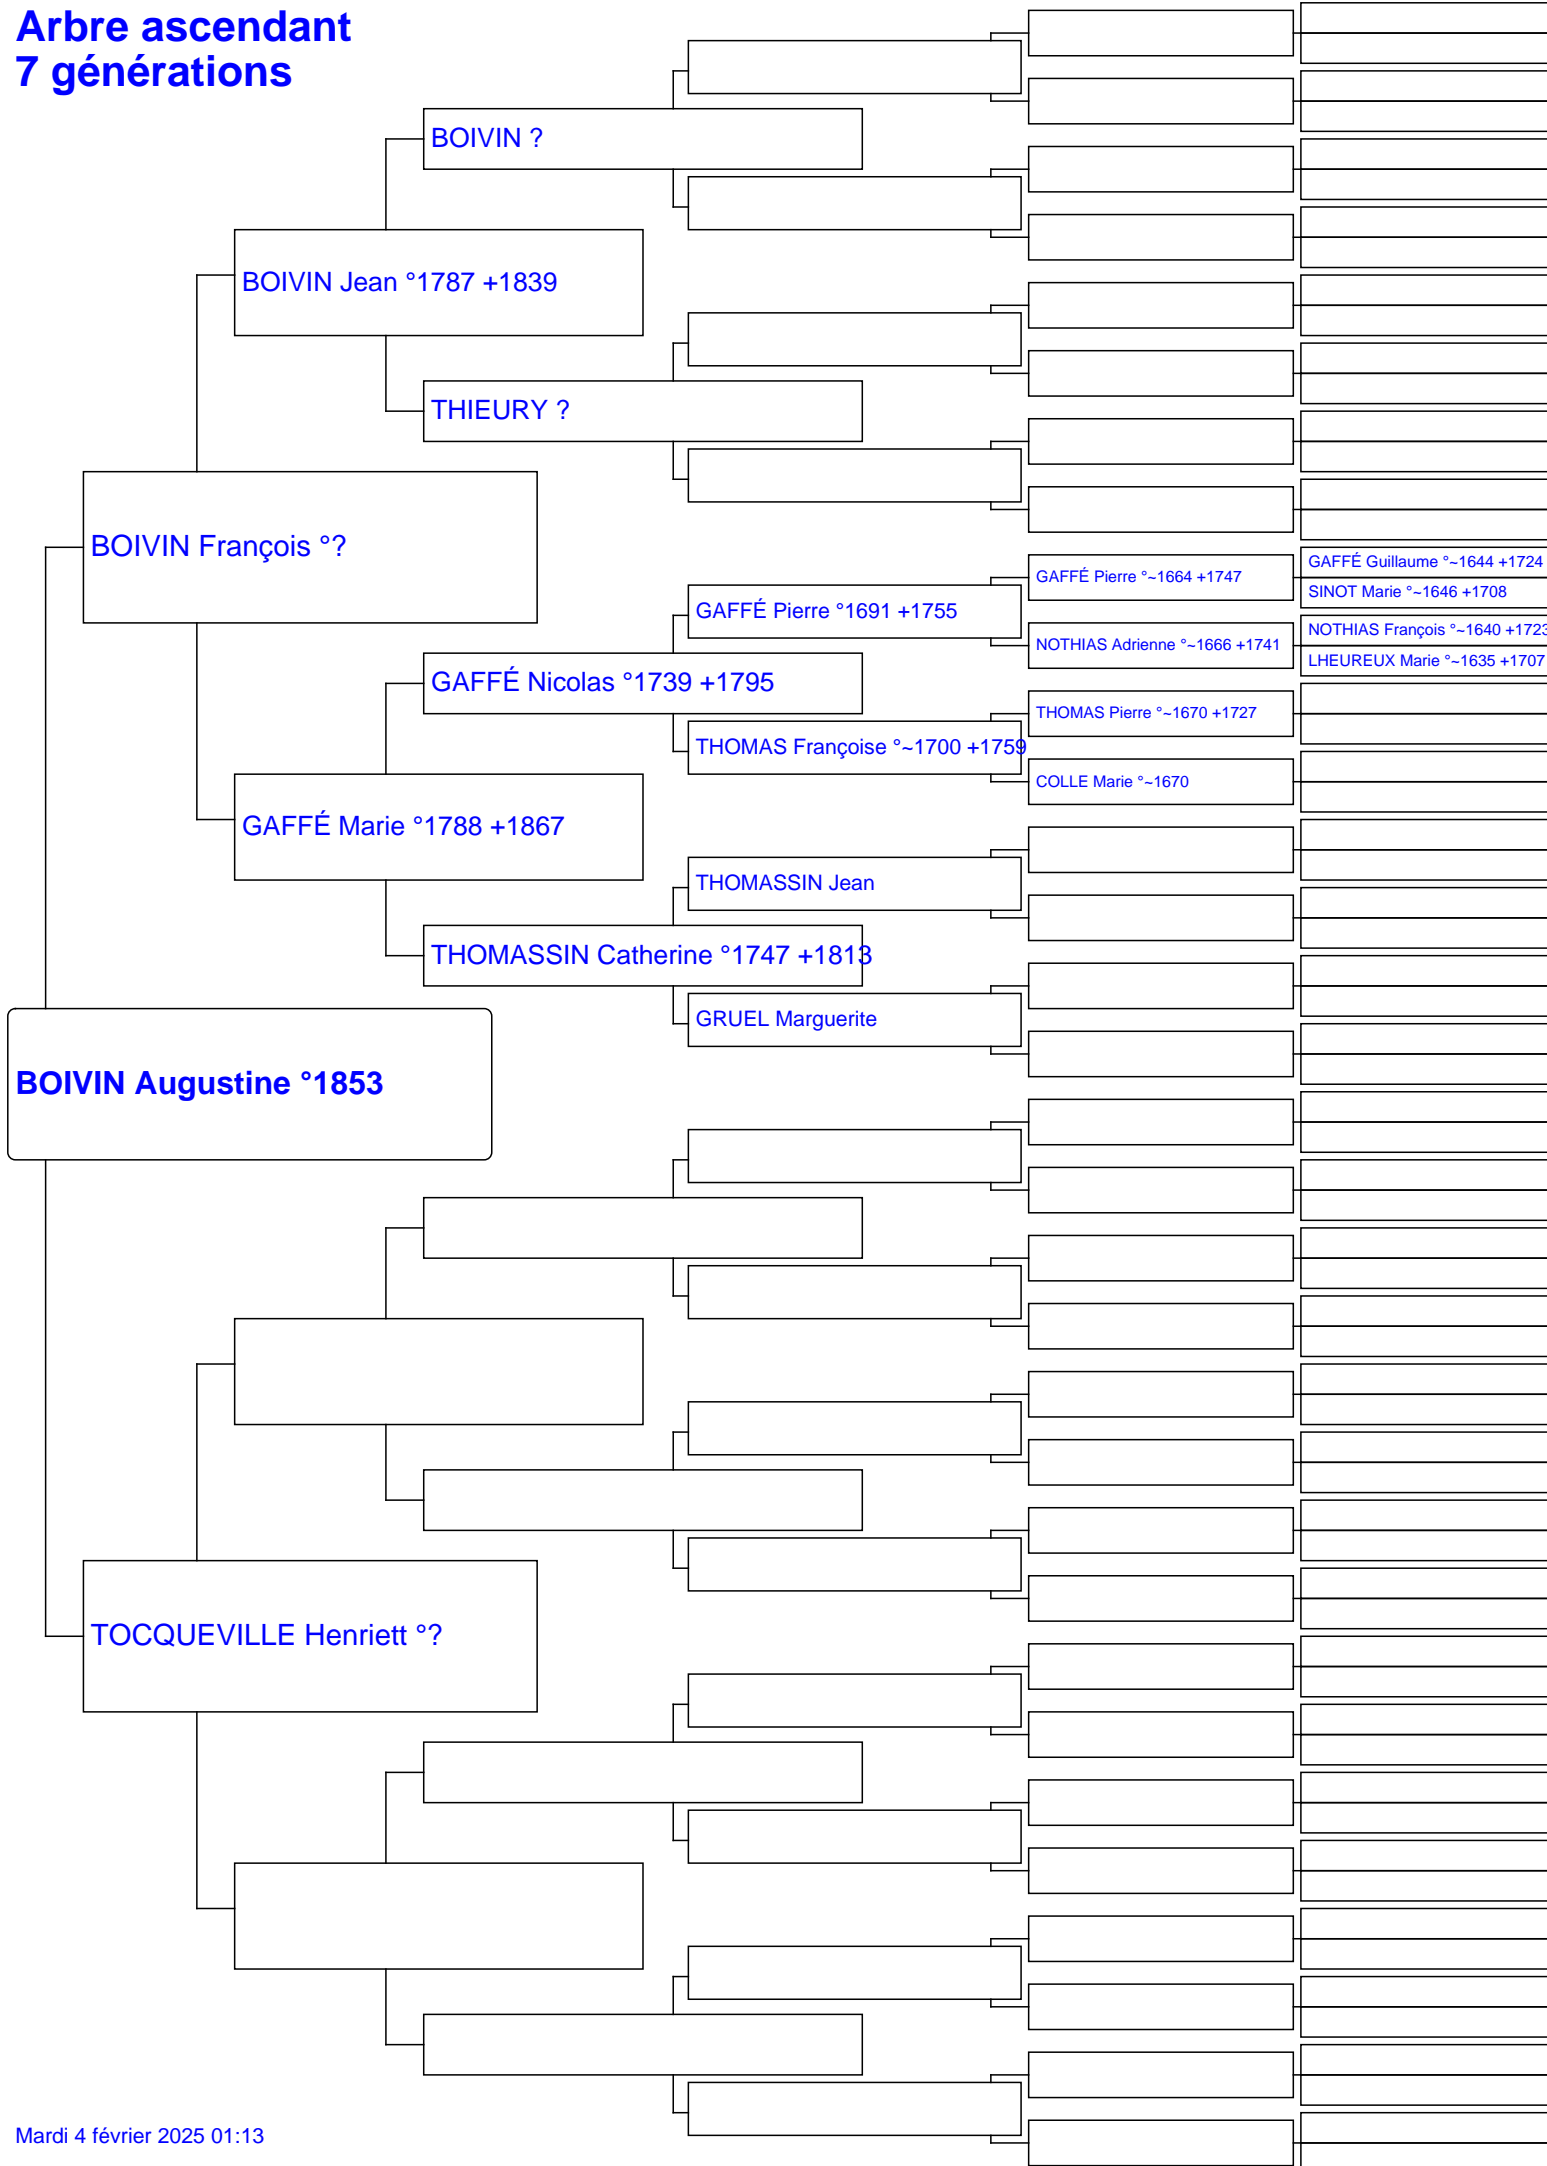 Arbre ascendant
7 générations
BOIVIN ?
BOIVIN Jean °1787 +1839
THIEURY ?
BOIVIN François °?
GAFFÉ Guillaume °~1644 +1724
GAFFÉ Pierre °~1664 +1747
SINOT Marie °~1646 +1708
GAFFÉ Pierre °1691 +1755
NOTHIAS François °~1640 +1723
NOTHIAS Adrienne °~1666 +1741
LHEUREUX Marie °~1635 +1707
GAFFÉ Nicolas °1739 +1795
THOMAS Pierre °~1670 +1727
THOMAS Françoise °~1700 +1759
COLLE Marie °~1670
GAFFÉ Marie °1788 +1867
THOMASSIN Jean
THOMASSIN Catherine °1747 +1813
GRUEL Marguerite
BOIVIN Augustine °1853
TOCQUEVILLE Henriett °?
Mardi 4 février 2025 01:13